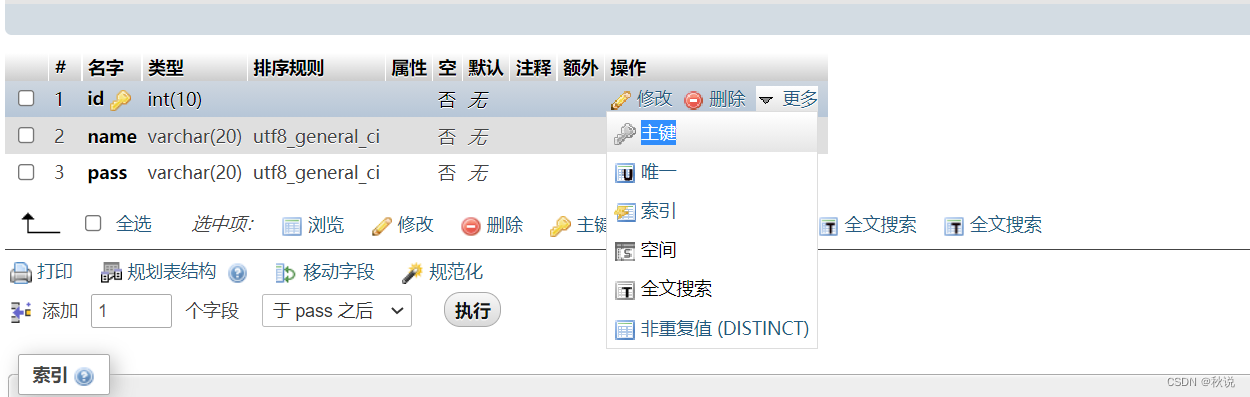 # 名字 类型 排序规则 属性 空 默认 注释 额外 操作
1 id int(10) 否 无 修改 删除 更多
主键
2 name varchar(20) utf8_general_ci 否 无
3 pass varchar(20) utf8_general_ci 否 无
唯一
索引
全选 选中项: 浏览 修改 删除 主键 全文搜索 全文搜索
空间
打印 规划表结构 移动字段 规范化
全文搜索
添加 1 个字段 于 pass 之后 执行
非重复值 (DISTINCT)
索引
CSDN @秋说